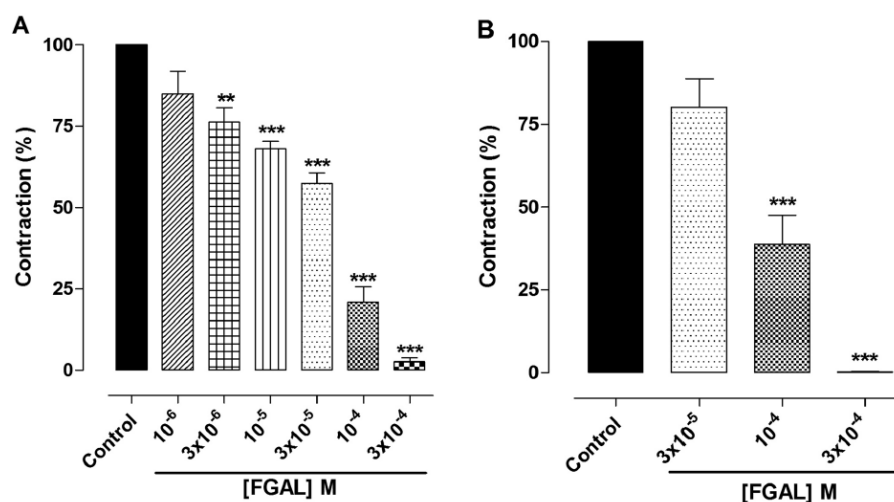 A
Contraction (%)
100
75
50
25
0
**
***
***
***
***
Control
10⁻⁶
3x10⁻⁶
10⁻⁵
3x10⁻⁵
10⁻⁴
3x10⁻⁴
[FGAL] M
B
Contraction (%)
100
75
50
25
0
***
***
Control
3x10⁻⁵
10⁻⁴
3x10⁻⁴
[FGAL] M